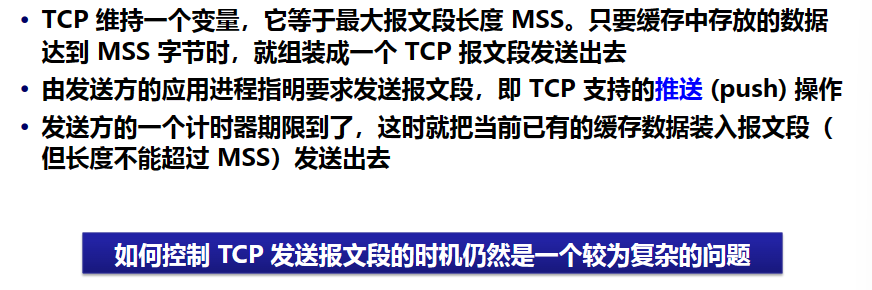 • TCP 维持一个变量，它等于最大报文段长度 MSS。只要缓存中存放的数据
达到 MSS 字节时，就组装成一个 TCP 报文段发送出去
• 由发送方的应用进程指明要求发送报文段，即 TCP 支持的推送 (push) 操作
• 发送方的一个计时器期限到了，这时就把当前已有的缓存数据装入报文段（
但长度不能超过 MSS）发送出去
如何控制 TCP 发送报文段的时机仍然是一个较为复杂的问题